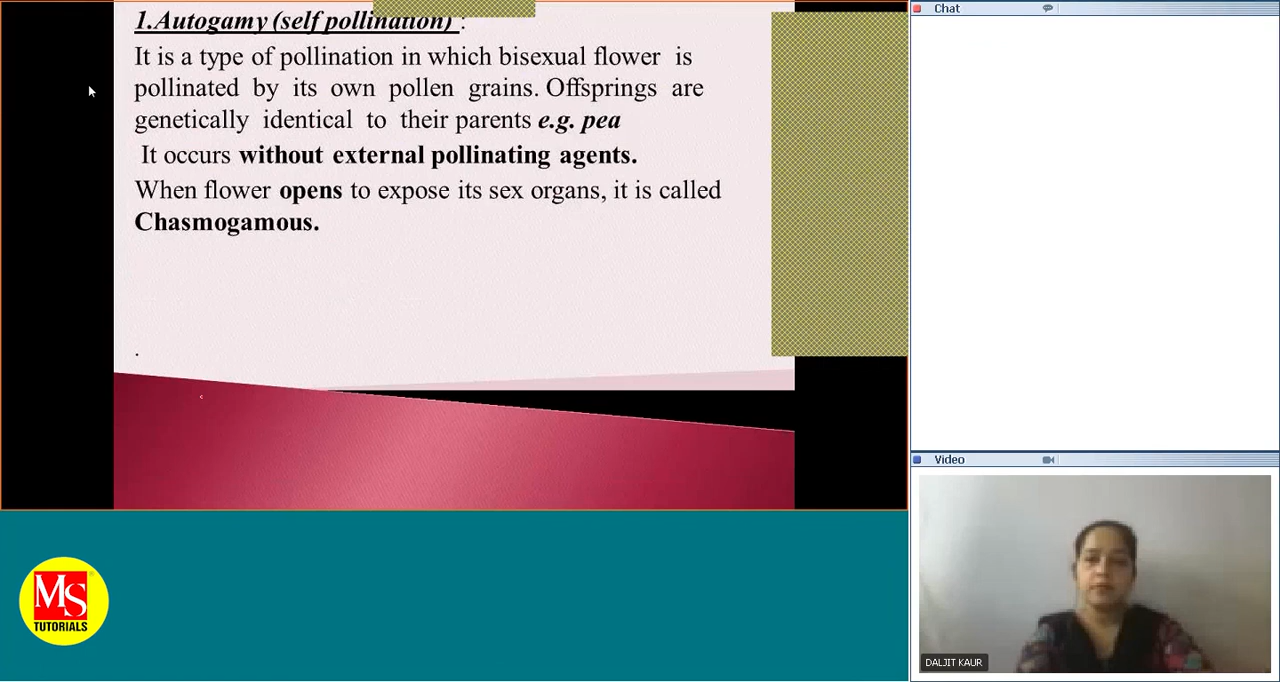 1.Autogamy (self pollination) :
It is a type of pollination in which bisexual flower is
pollinated by its own pollen grains. Offsprings are
genetically identical to their parents e.g. pea
It occurs without external pollinating agents.
When flower opens to expose its sex organs, it is called
Chasmogamous.
.
Chat
Video
DALJIT KAUR
MS
TUTORIALS